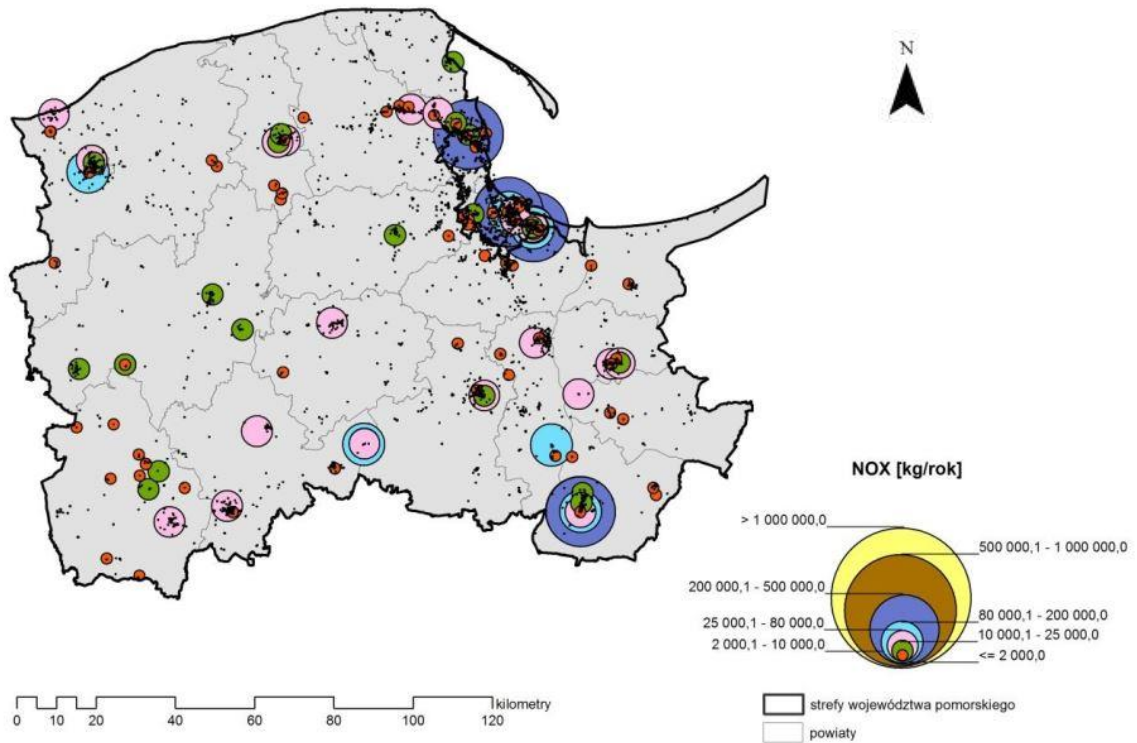 N
NOX [kg/rok]
> 1 000 000,0
500 000,1 - 1 000 000,0
200 000,1 - 500 000,0
80 000,1 - 200 000,0
25 000,1 - 80 000,0
10 000,1 - 25 000,0
2 000,1 - 10 000,0
<= 2 000,0
kilometry
0 10 20 40 60 80 100 120
strefy województwa pomorskiego
powiaty